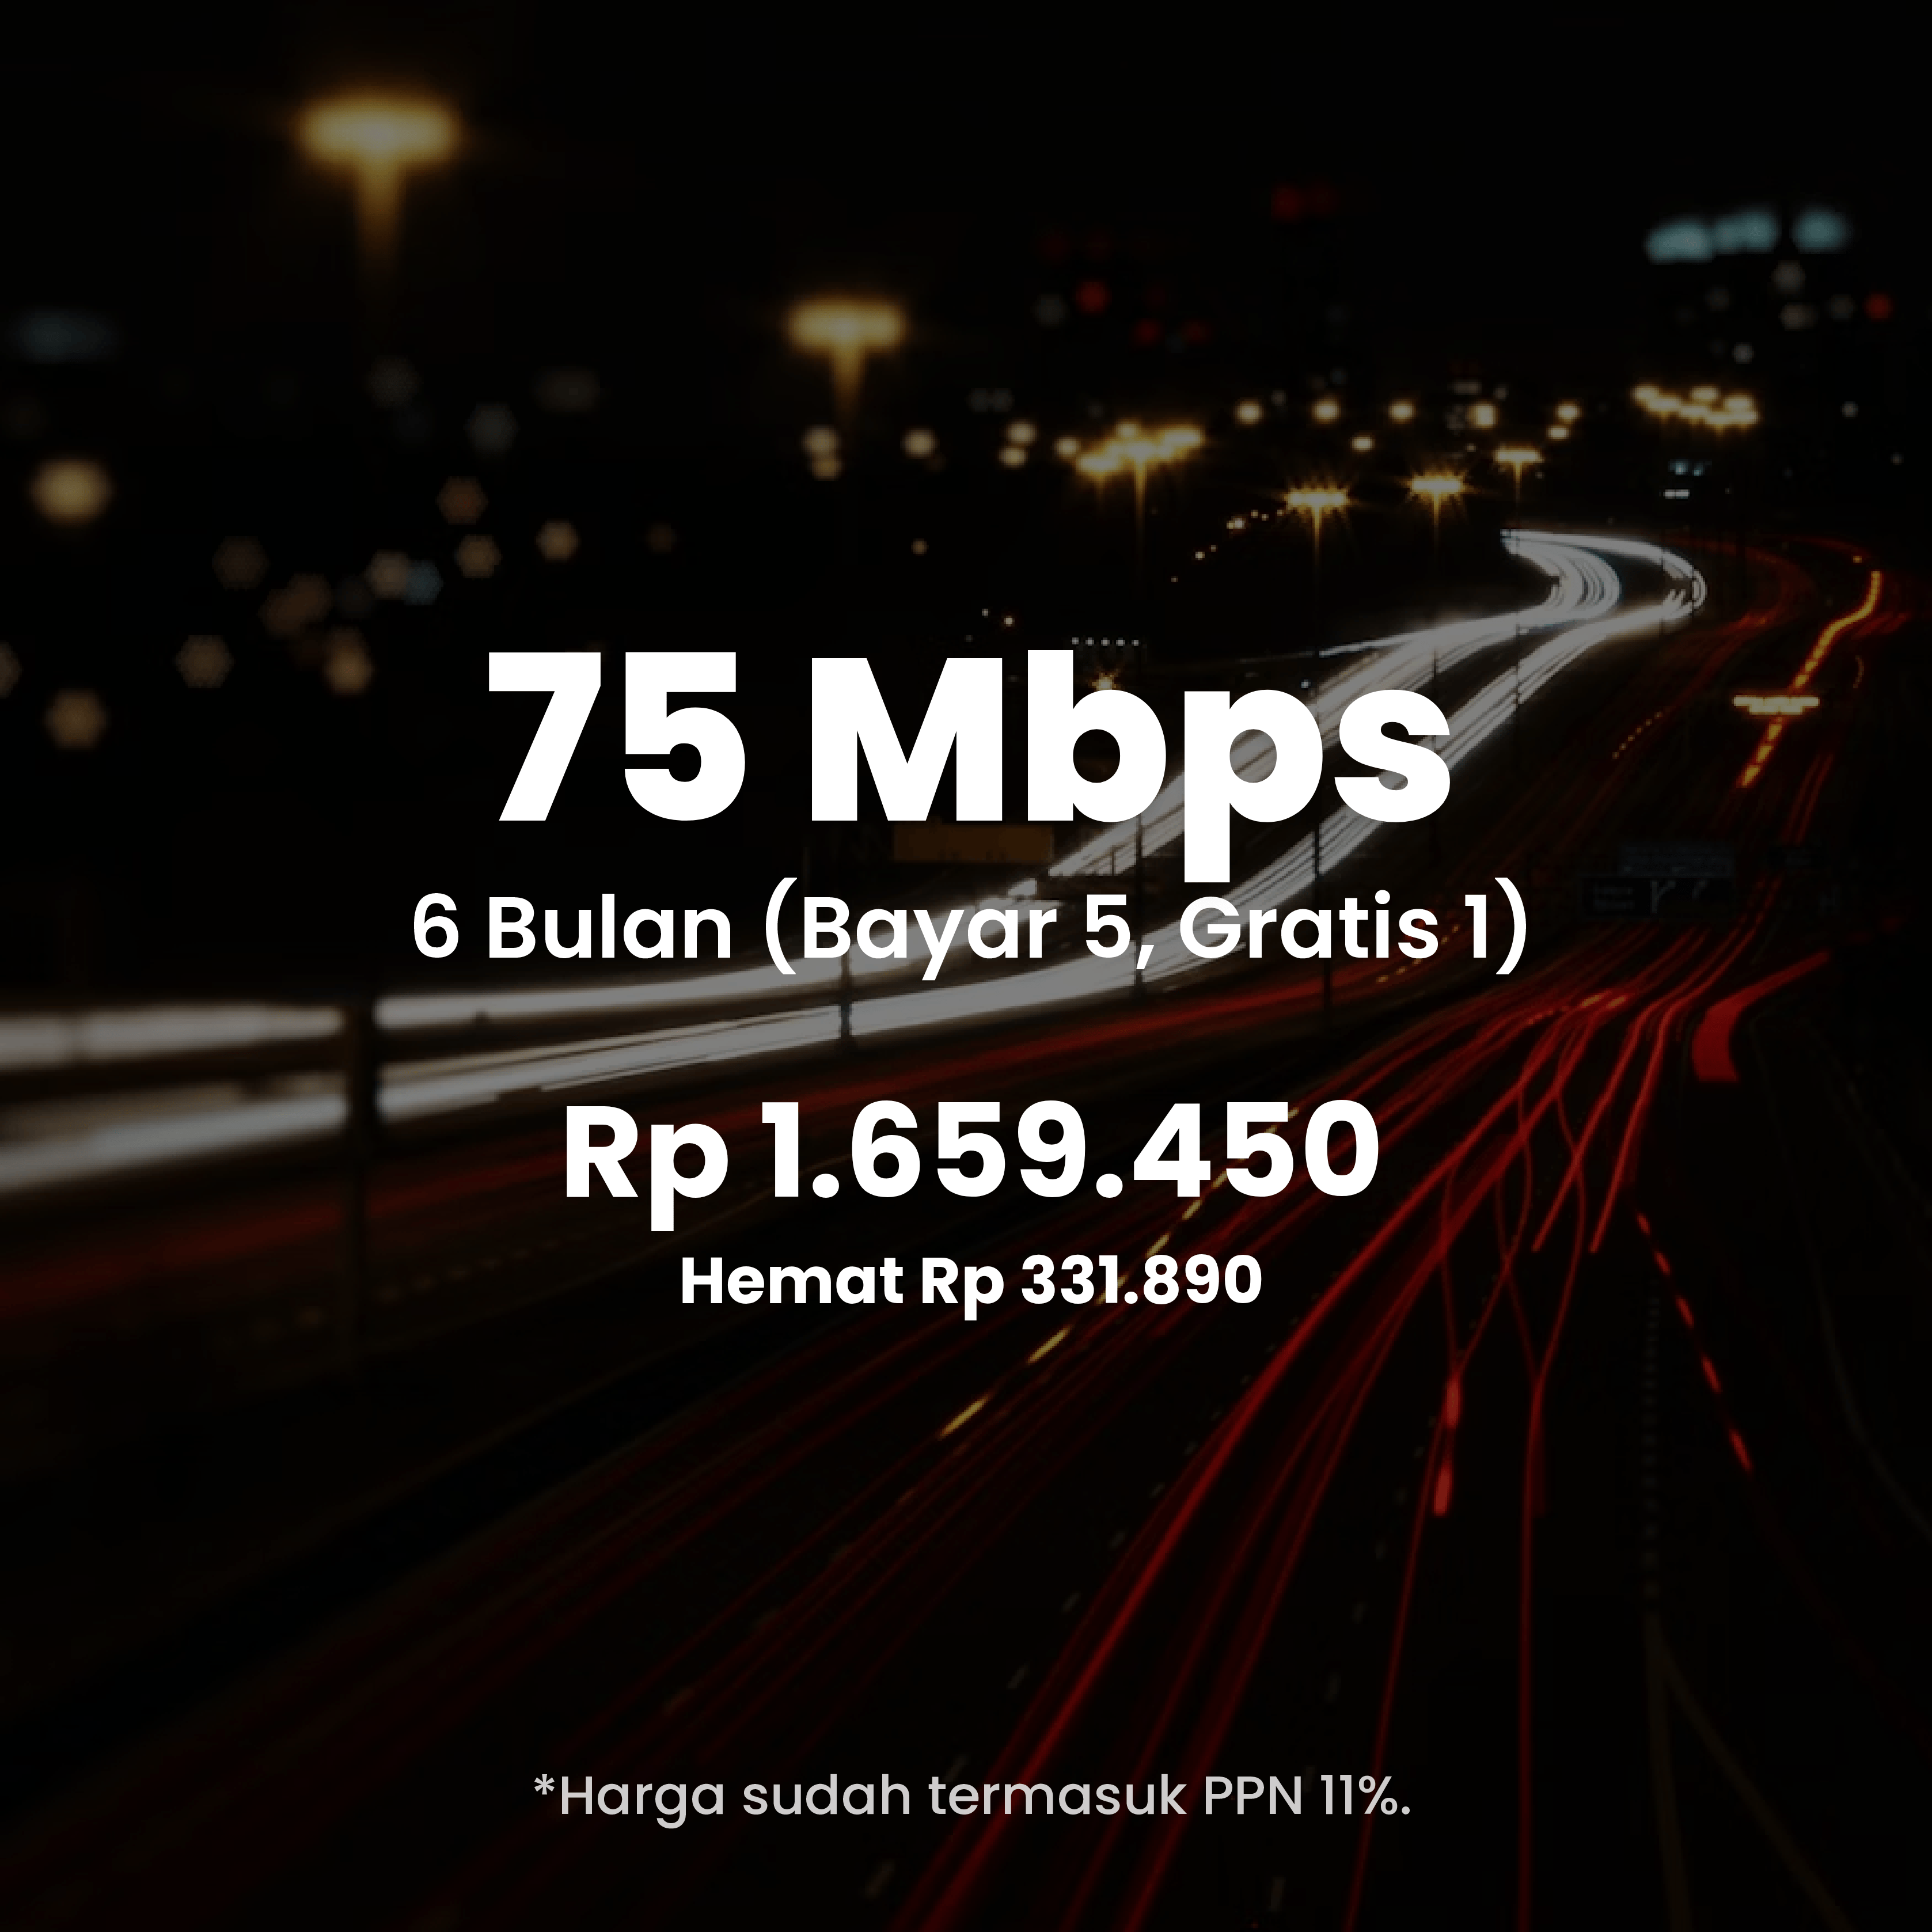 75 Mbps
6 Bulan (Bayar 5, Gratis 1)
Rp 1.659.450
Hemat Rp 331.890
*Harga sudah termasuk PPN 11%.